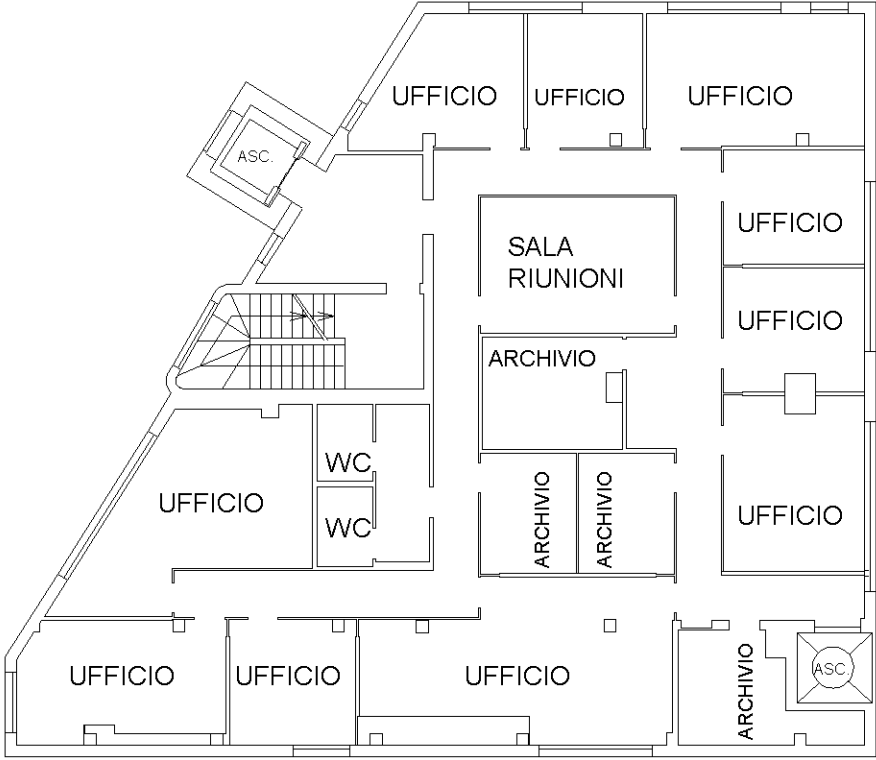 UFFICIO
UFFICIO
UFFICIO
ASC.
UFFICIO
SALA
RIUNIONI
UFFICIO
ARCHIVIO
WC
UFFICIO
WC
ARCHIVIO
ARCHIVIO
UFFICIO
UFFICIO
UFFICIO
UFFICIO
ARCHIVIO
ASC.